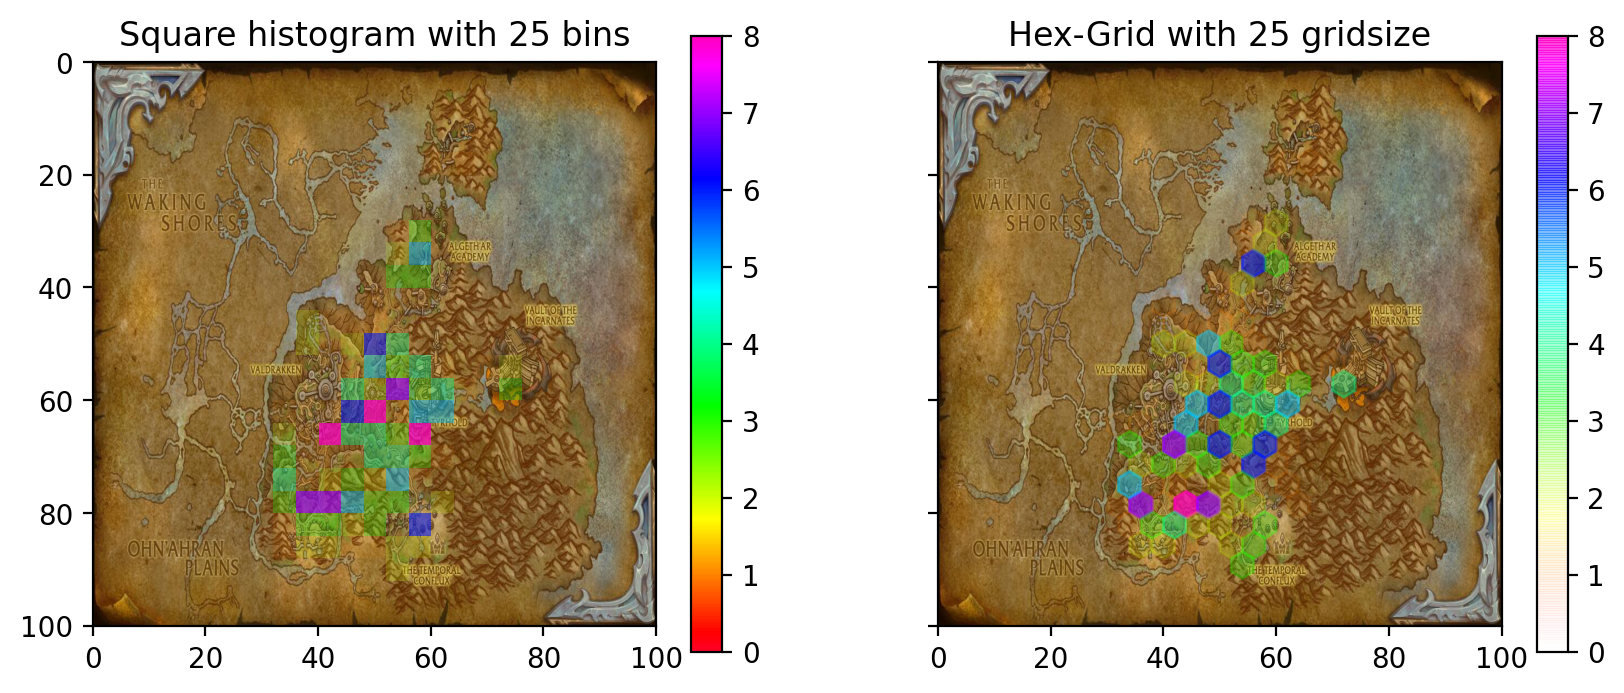 Square histogram with 25 bins
0
20
40
60
80
100
0 20 40 60 80 100
THE
WAKING
SHORES
ALGETH'AR
ACADEMY
VAULT OF THE
INCARNATES
VALDRAKKEN
OHN'AHRAN
PLAINS
THE TEMPORAL
CONFLUX
8
7
6
5
4
3
2
1
0
Hex-Grid with 25 gridsize
0 20 40 60 80 100
THE
WAKING
SHORES
ALGETH'AR
ACADEMY
VAULT OF THE
INCARNATES
VALDRAKKEN
OHN'AHRAN
PLAINS
THE TEMPORAL
CONFLUX
8
7
6
5
4
3
2
1
0